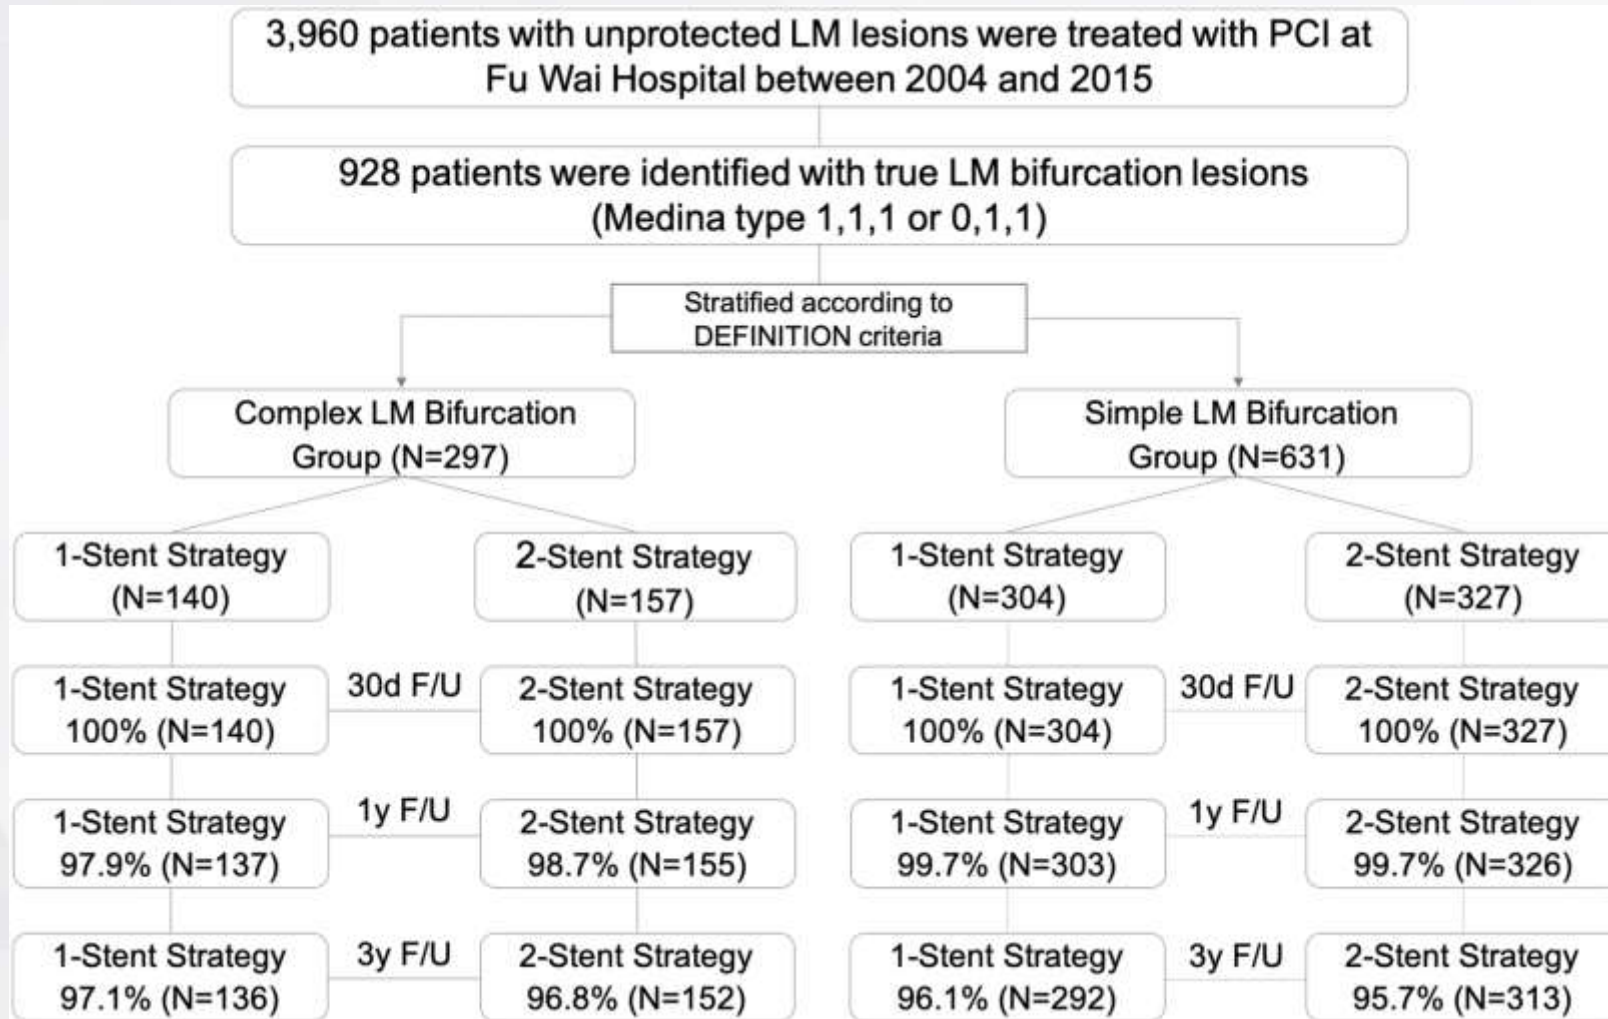 3,960 patients with unprotected LM lesions were treated with PCI at
Fu Wai Hospital between 2004 and 2015
928 patients were identified with true LM bifurcation lesions
(Medina type 1,1,1 or 0,1,1)
Stratified according to
DEFINITION criteria
Complex LM Bifurcation
Group (N=297)
Simple LM Bifurcation
Group (N=631)
1-Stent Strategy
(N=140)
2-Stent Strategy
(N=157)
1-Stent Strategy
(N=304)
2-Stent Strategy
(N=327)
1-Stent Strategy
100% (N=140)
30d F/U
2-Stent Strategy
100% (N=157)
1-Stent Strategy
100% (N=304)
30d F/U
2-Stent Strategy
100% (N=327)
1-Stent Strategy
97.9% (N=137)
1y F/U
2-Stent Strategy
98.7% (N=155)
1-Stent Strategy
99.7% (N=303)
1y F/U
2-Stent Strategy
99.7% (N=326)
1-Stent Strategy
97.1% (N=136)
3y F/U
2-Stent Strategy
96.8% (N=152)
1-Stent Strategy
96.1% (N=292)
3y F/U
2-Stent Strategy
95.7% (N=313)